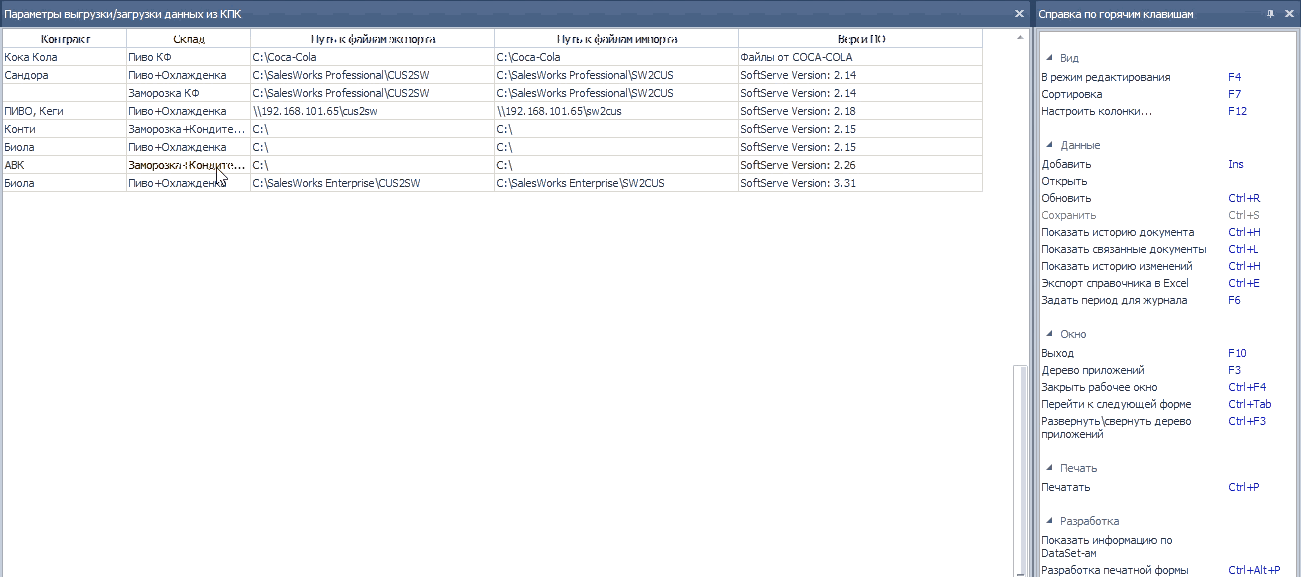 Параметры выгрузки/загрузки данных из КПК
Контракт Склад Путь к файлам экспорта Путь к файлам импорта Верси ПО
Кока Кола Пиво КФ C:\Coca-Cola C:\Coca-Cola Файлы от COCA-COLA
Сандора Пиво+Охлажденка C:\SalesWorks Professional\CUS2SW C:\SalesWorks Professional\SW2CUS SoftServe Version: 2.14
Заморозка КФ C:\SalesWorks Professional\CUS2SW C:\SalesWorks Professional\SW2CUS SoftServe Version: 2.14
ПИВО, Кеги Пиво+Охлажденка \\192.168.101.65\cus2sw \\192.168.101.65\sw2cus SoftServe Version: 2.18
Конти Заморозка+Кондите... C:\ C:\ SoftServe Version: 2.15
Биола Пиво+Охлажденка C:\ C:\ SoftServe Version: 2.15
АВК Заморозка+Кондите... C:\ C:\ SoftServe Version: 2.26
Биола Пиво+Охлажденка C:\SalesWorks Enterprise\CUS2SW C:\SalesWorks Enterprise\SW2CUS SoftServe Version: 3.31
Справка по горячим клавишам
Вид
В режим редактирования F4
Сортировка F7
Настроить колонки... F12
Данные
Добавить Ins
Открыть
Обновить Ctrl+R
Сохранить Ctrl+S
Показать историю документа Ctrl+H
Показать связанные документы Ctrl+L
Показать историю изменений Ctrl+H
Экспорт справочника в Excel Ctrl+E
Задать период для журнала F6
Окно
Выход F10
Дерево приложений F3
Закрыть рабочее окно Ctrl+F4
Перейти к следующей форме Ctrl+Tab
Развернуть\свернуть дерево Ctrl+F3
приложений
Печать
Печатать Ctrl+P
Разработка
Показать информацию по
DataSet-ам
Разработка печатной формы Ctrl+Alt+P